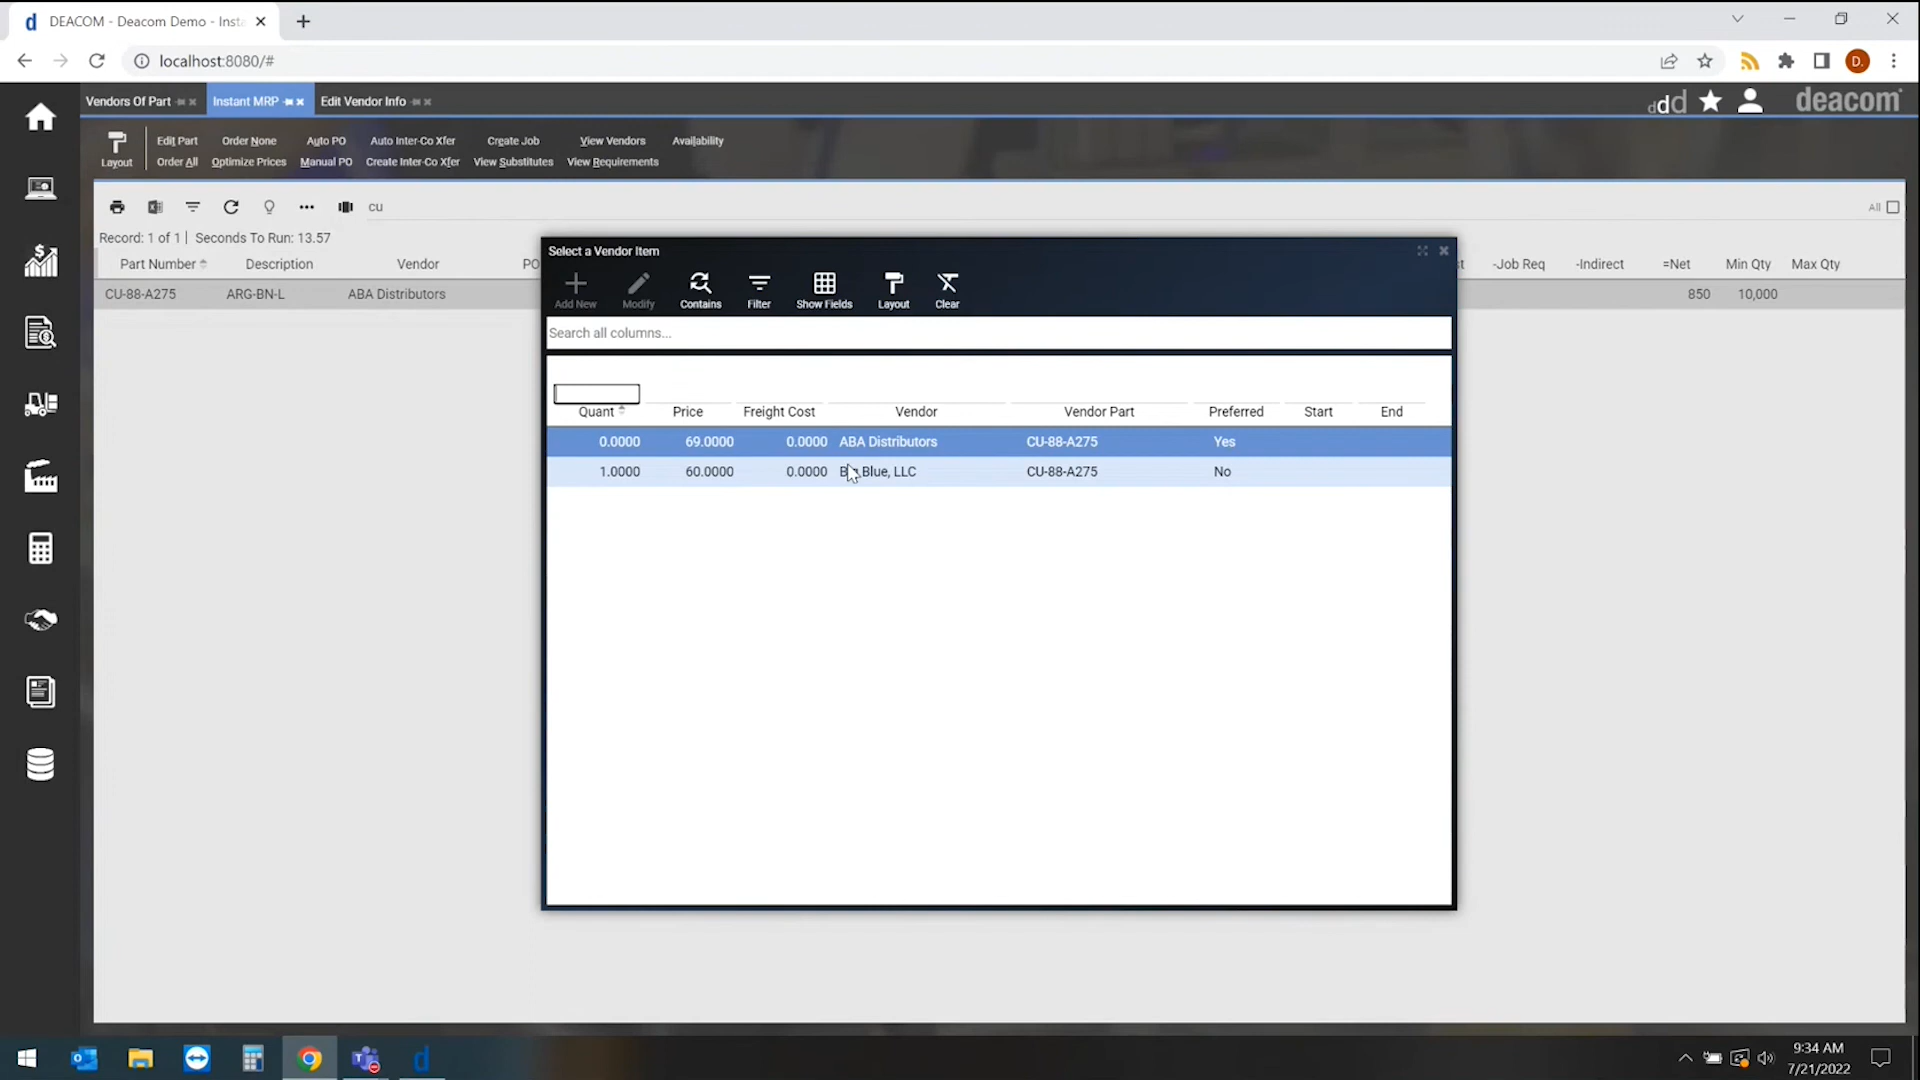 DEACOM - Deacom Demo - Insta
localhost:8080/#
D.
Vendors Of Part
Instant MRP
Edit Vendor Info
ddd
deacom
Layout
Edit Part
Order None
Auto PO
Auto Inter-Co Xfer
Create Job
View Vendors
Availability
Order All
Optimize Prices
Manual PO
Create Inter-Co Xfer
View Substitutes
View Requirements
cu
All
Record: 1 of 1 | Seconds To Run: 13.57
Part Number Description Vendor PO
-Job Req -Indirect =Net Min Qty Max Qty
CU-88-A275 ARG-BN-L ABA Distributors
850 10,000
Select a Vendor Item
Add New Modify Contains Filter Show Fields Layout Clear
Search all columns...
Quant Price Freight Cost Vendor Vendor Part Preferred Start End
0.0000 69.0000 0.0000 ABA Distributors CU-88-A275 Yes
1.0000 60.0000 0.0000 Big Blue, LLC CU-88-A275 No
9:34 AM
7/21/2022